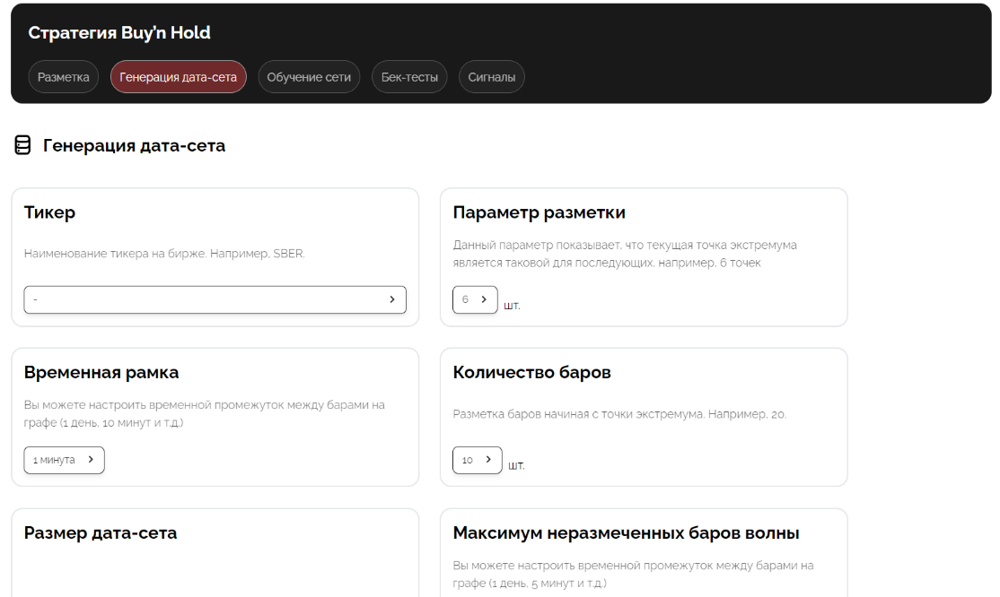 Стратегия Buy’n Hold
Разметка
Генерация дата-сета
Обучение сети
Бек-тесты
Сигналы
Генерация дата-сета
Тикер
Наименование тикера на бирже. Например, SBER.
-
Параметр разметки
Данный параметр показывает, что текущая точка экстремума
является таковой для последующих, например, 6 точек
6
шт.
Временная рамка
Вы можете настроить временной промежуток между барами на
графе (1 день, 10 минут и т.д.)
1 минута
Количество баров
Разметка баров начиная с точки экстремума. Например, 20.
10
шт.
Размер дата-сета
Максимум неразмеченных баров волны
Вы можете настроить временной промежуток между барами на
графе (1 день, 5 минут и т.д.)